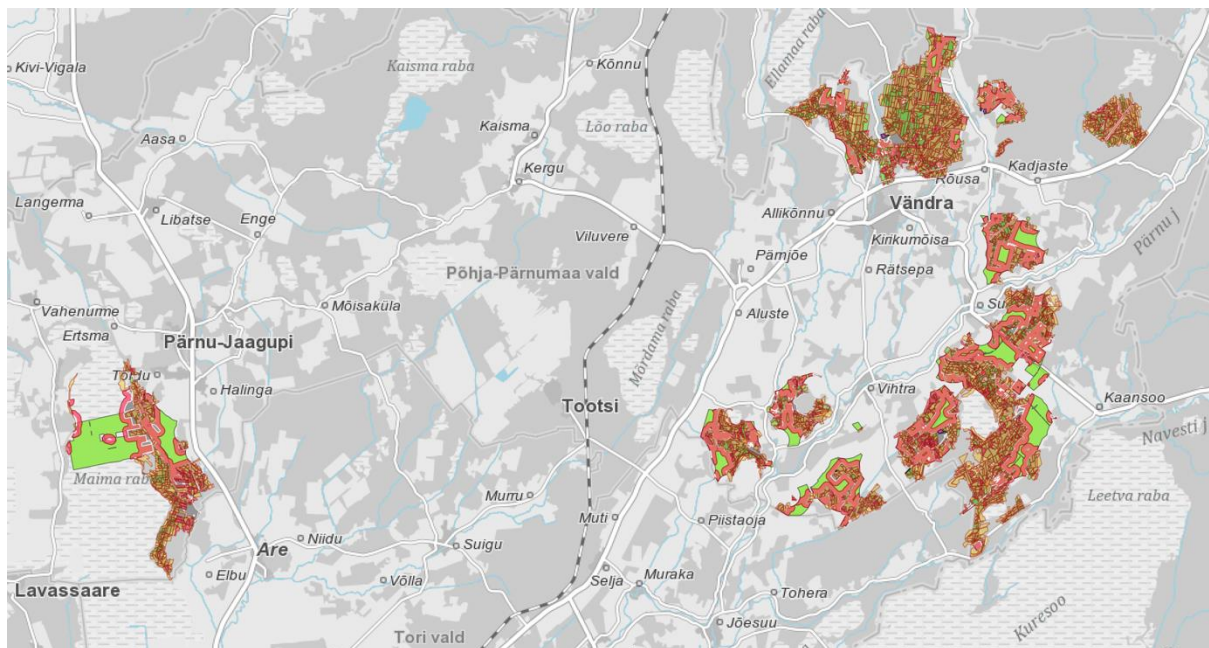 Kivi-Vigala
Kaisma raba
Kõnnu
Ellamaa raba
Aasa
Kaisma
Lõo raba
Kergu
Rõusa
Kadjaste
Langerma
Libatse
Enge
Allikõnnu
Vändra
Viluvere
Kirikumõisa
Pärnu j
Pämjõe
Rätsepa
Põhja-Pärnumaa vald
Mõisaküla
Vahenurme
Ertsma
Aluste
Pärnu-Jaagupi
Mõrdama raba
Halinga
Vihtra
Tootsi
Kaansoo
Navesti j
Maima raba
Leetva raba
Murru
Muti
Piistaoja
Are
Niidu
Suigu
Elbu
Võlla
Selja
Muraka
Lavassaare
Tohera
Kuresoo
Jõesuu
Tori vald